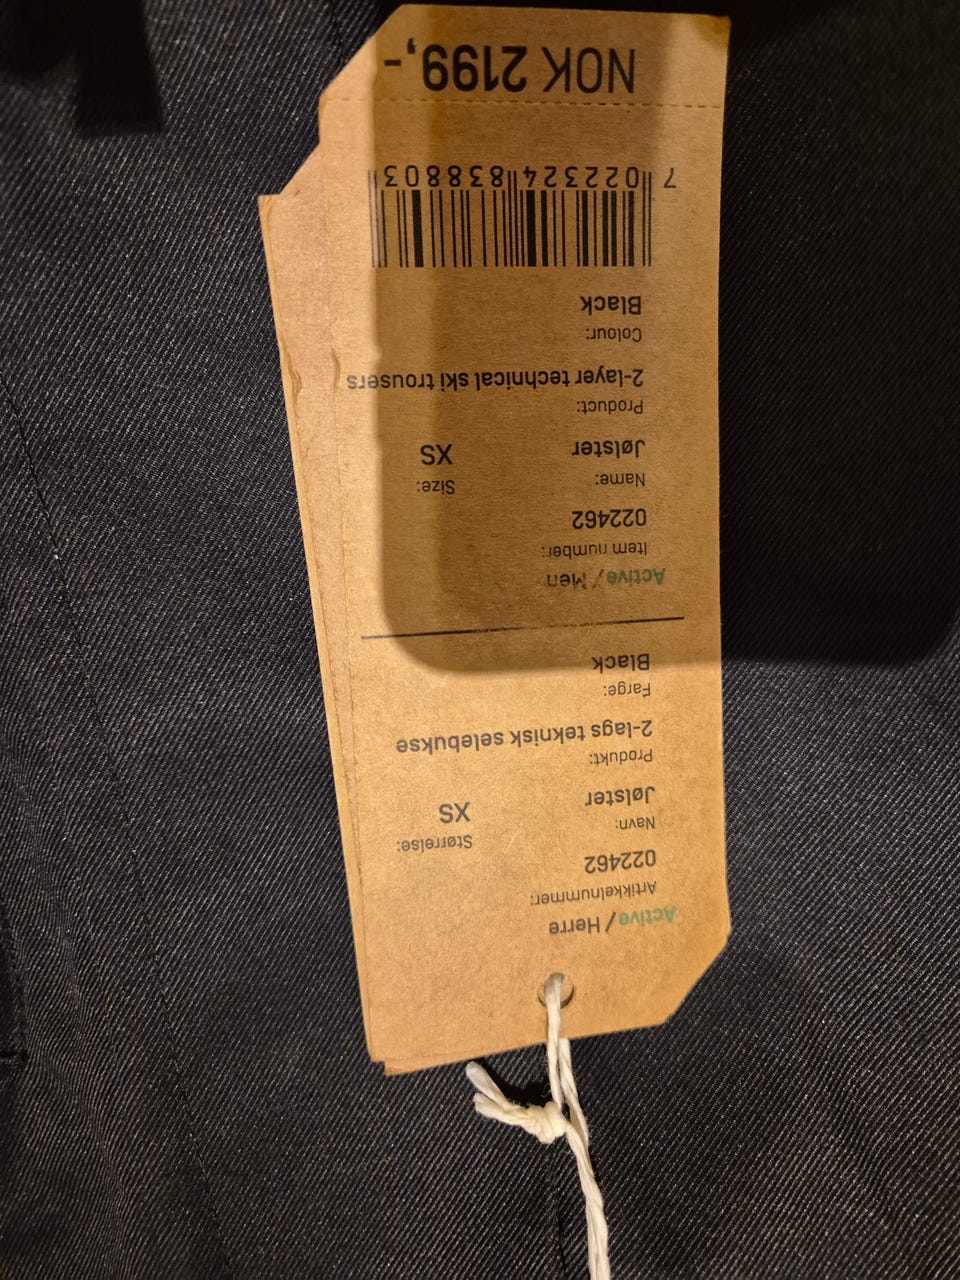 Active / Herre
Artikkelnummer:
022462
Navn: Størrelse:
Jølster XS
Produkt:
2-lags teknisk selebukse
Farge:
Black
Active / Men
Item number:
022462
Name: Size:
Jølster XS
Product:
2-layer technical ski trousers
Colour:
Black
7 022324 838803
NOK 2199,-